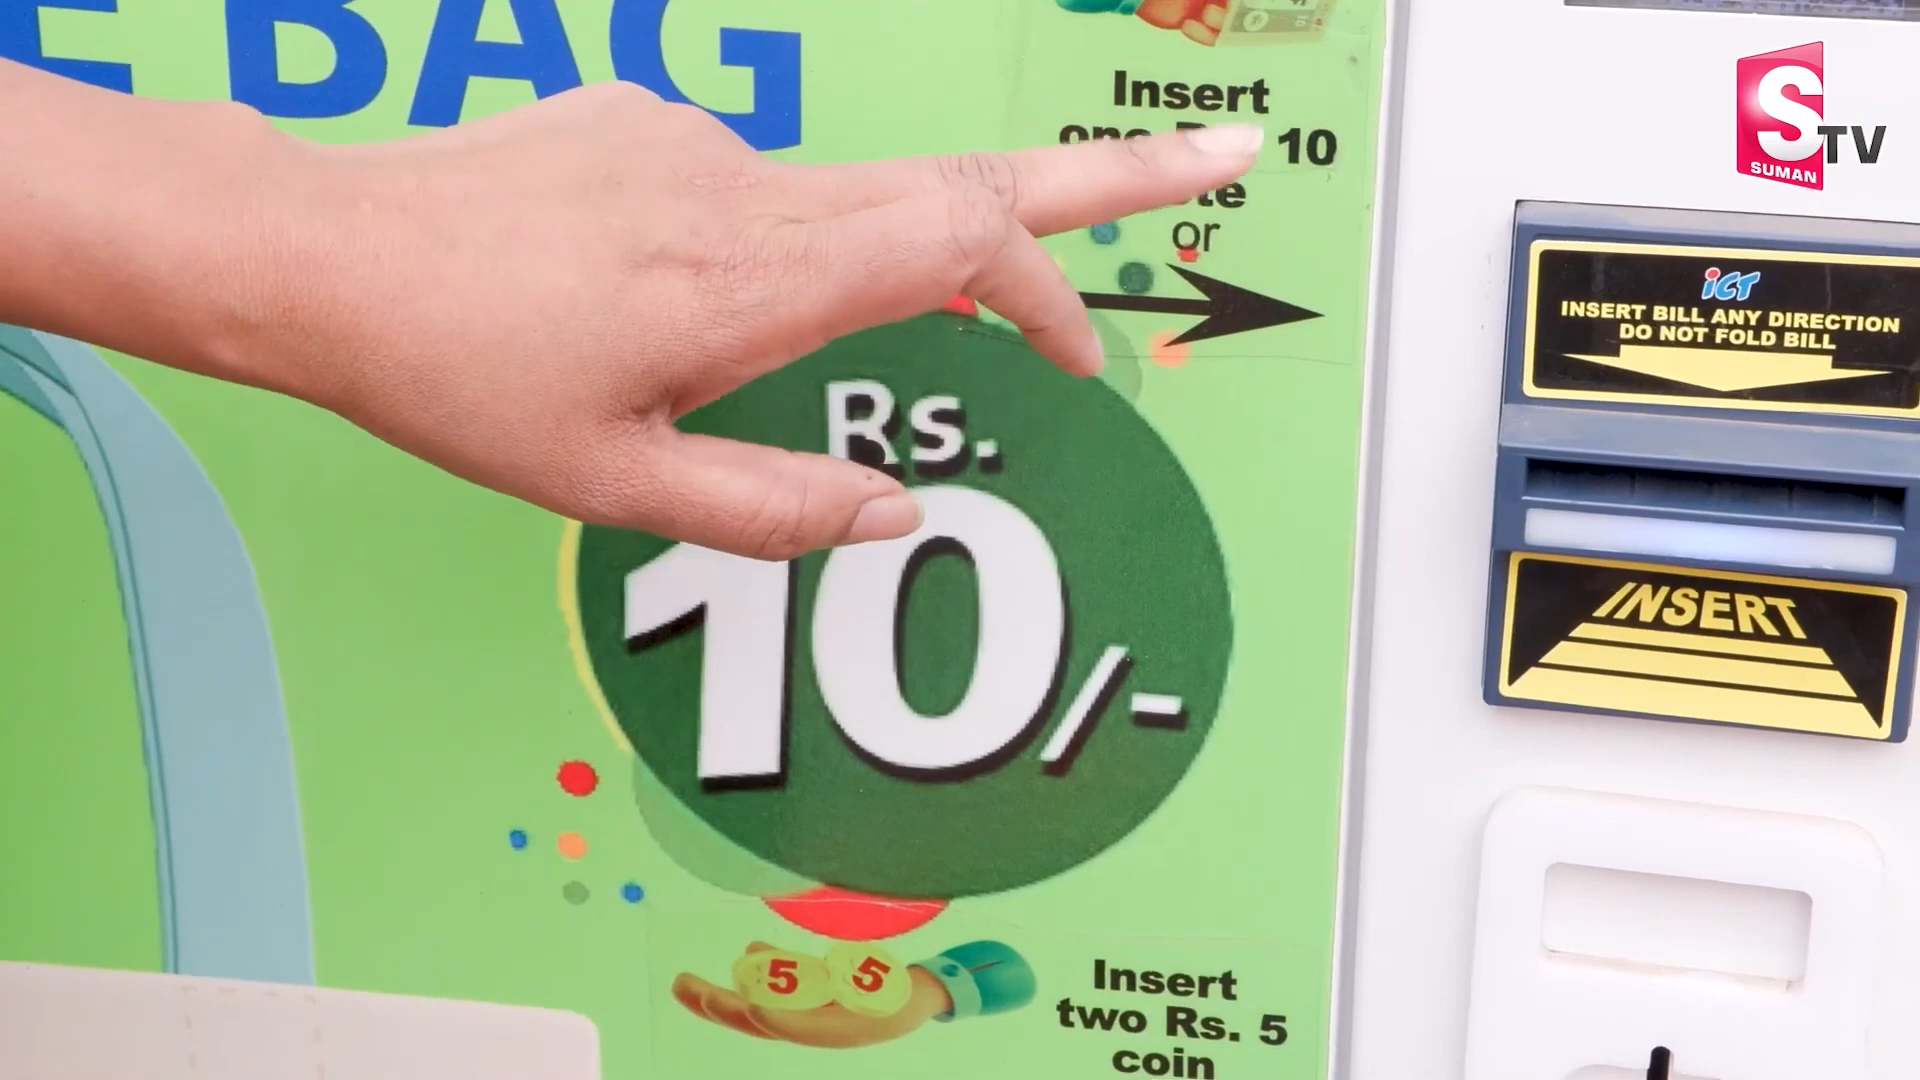 BAG
Insert
10
or
S
TV
SUMAN
iCT
INSERT BILL ANY DIRECTION
DO NOT FOLD BILL
INSERT
Rs.
10/-
5 5
Insert
two Rs. 5
coin